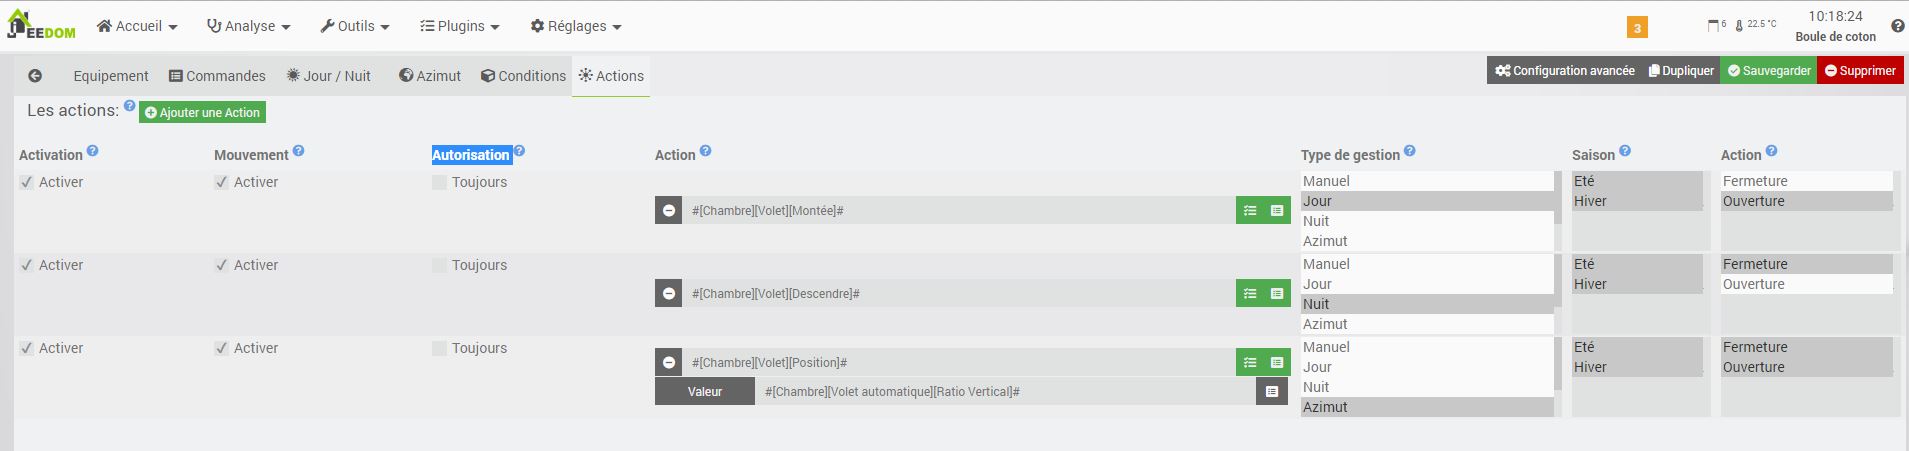 JEEDOM Accueil Analyse Outils Plugins Réglages 3 6 22.5 °C 10:18:24
Boule de coton
Equipement Commandes Jour / Nuit Azimut Conditions Actions Configuration avancée Dupliquer Sauvegarder Supprimer
Les actions: Ajouter une Action
Activation Mouvement Autorisation Action Type de gestion Saison Action
Activer Activer Toujours Manuel Eté Fermeture
Jour Hiver Ouverture
#[Chambre][Volet][Montée]#
Nuit
Azimut
Activer Activer Toujours Manuel Eté Fermeture
Jour Hiver Ouverture
#[Chambre][Volet][Descendre]#
Nuit
Azimut
Activer Activer Toujours Manuel Eté Fermeture
#[Chambre][Volet][Position]# Jour Hiver Ouverture
Valeur #[Chambre][Volet automatique][Ratio Vertical]# Nuit
Azimut